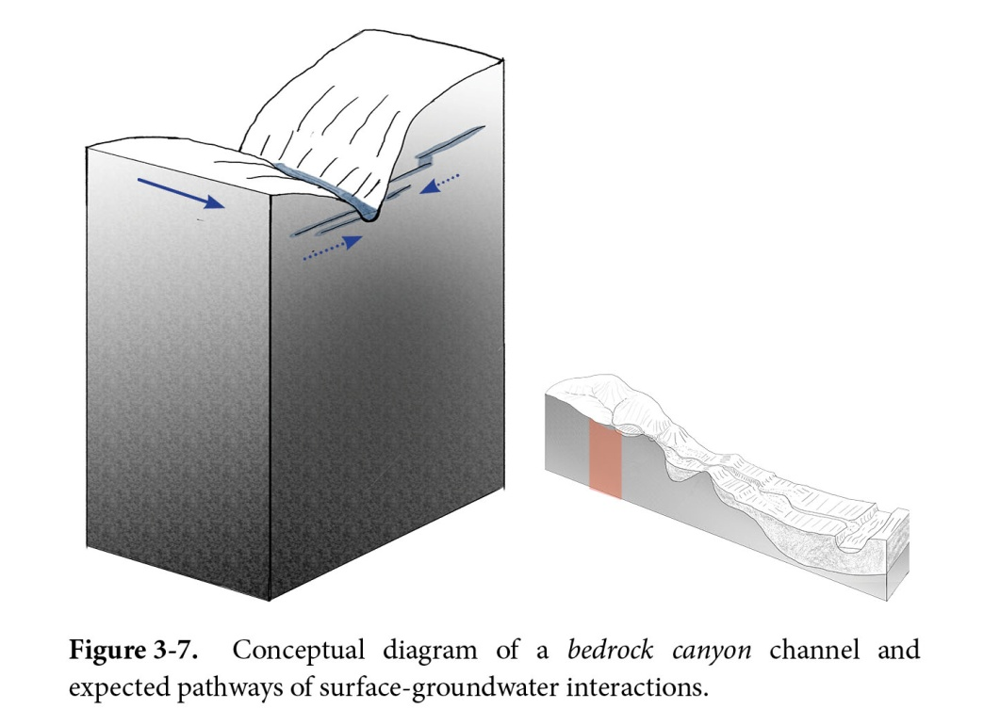 Figure 3-7. Conceptual diagram of a bedrock canyon channel and
expected pathways of surface-groundwater interactions.